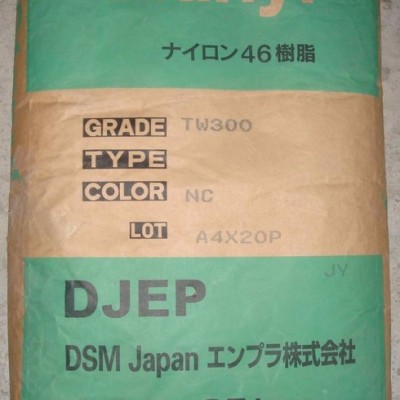 ナイロン46樹脂
GRADE TW300
TYPE
COLOR NC
LOT A4X20P
JY
DJEP
DSM Japan エンプラ株式会社